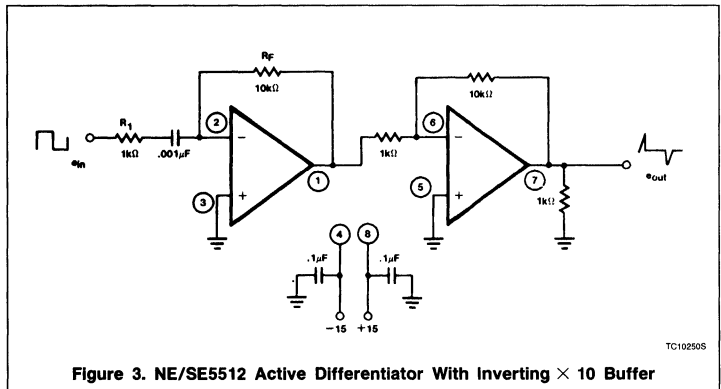 RF
10kΩ
10kΩ
R1
1kΩ
.001μF
ein
2
−
3
+
1
1kΩ
6
−
5
+
7
eout
1kΩ
4
8
.1μF
.1μF
−15
+15
TC10250S
Figure 3. NE/SE5512 Active Differentiator With Inverting × 10 Buffer